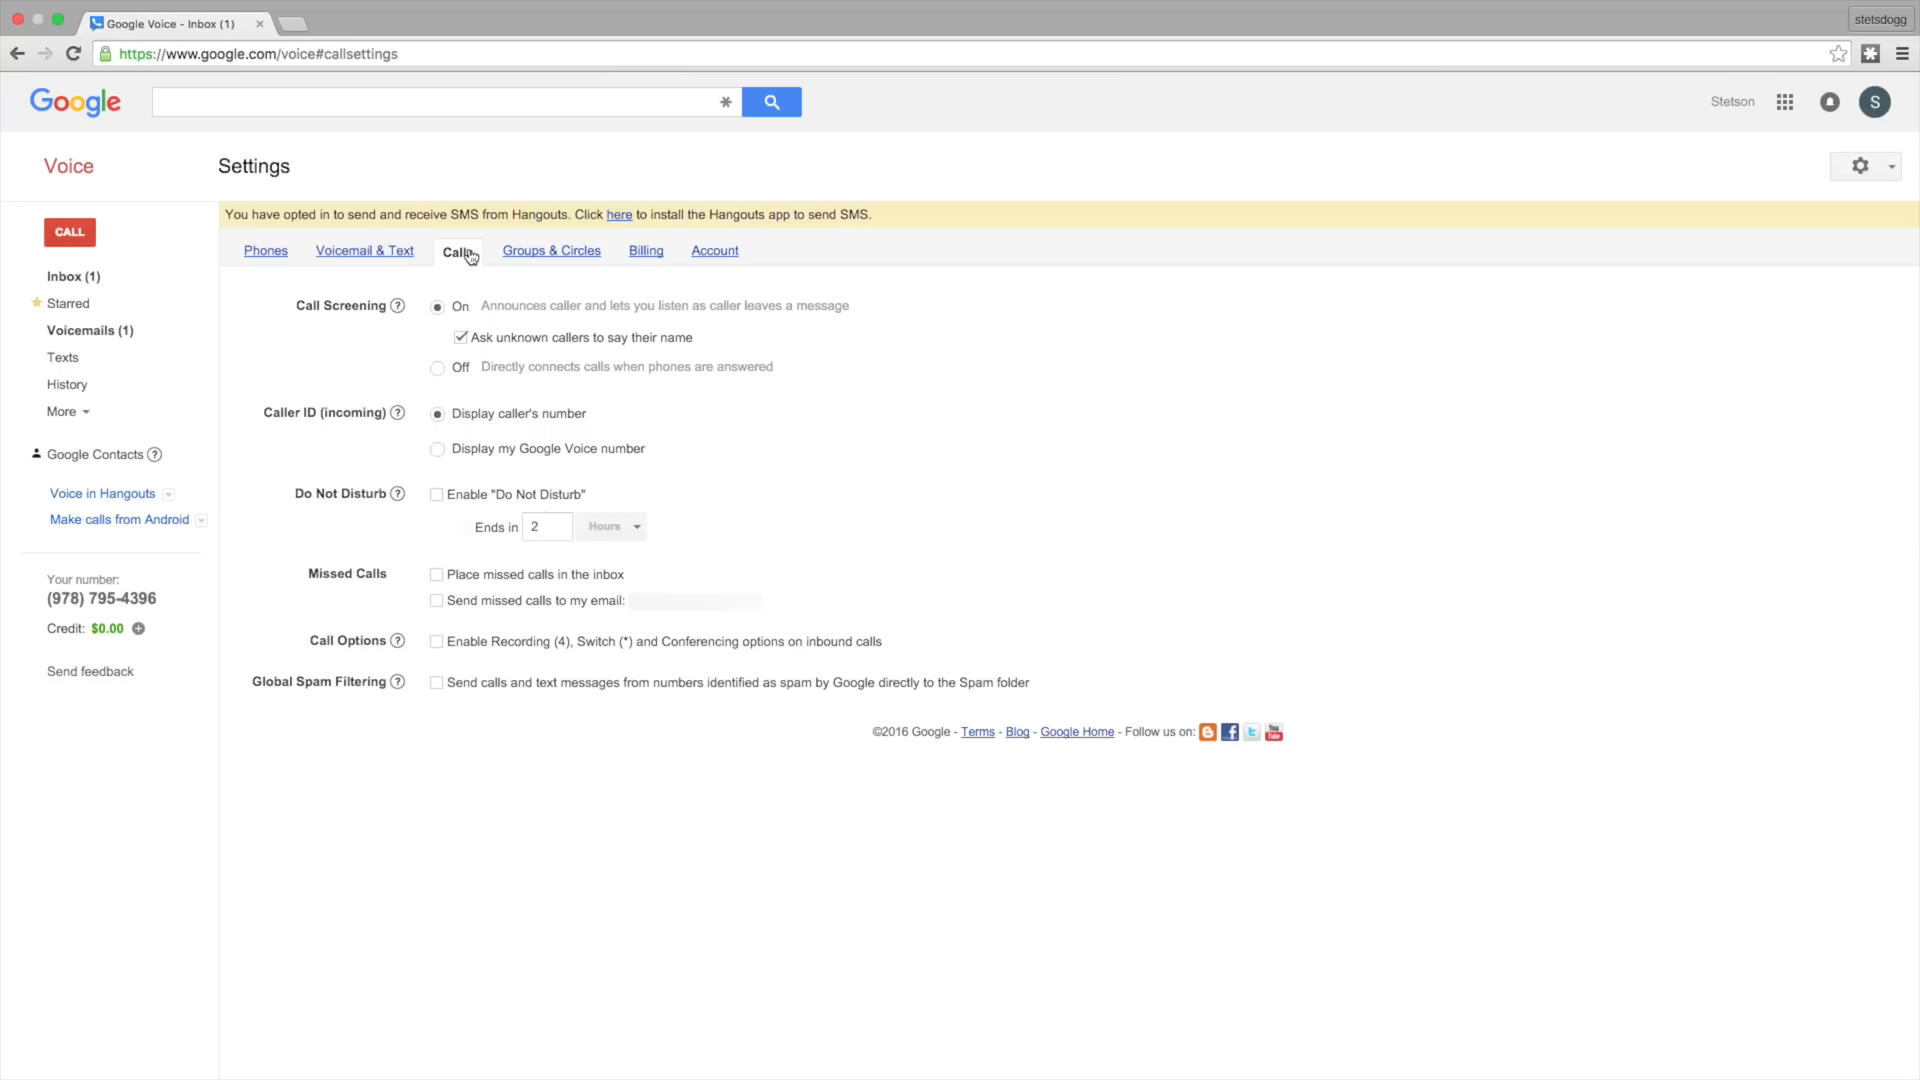 Google Voice - Inbox (1)
stetsdogg
https://www.google.com/voice#callsettings
Google
Stetson
S
Voice
Settings
You have opted in to send and receive SMS from Hangouts. Click here to install the Hangouts app to send SMS.
CALL
Phones Voicemail & Text Calls Groups & Circles Billing Account
Inbox (1)
Starred
Voicemails (1)
Texts
History
More
Google Contacts ?
Voice in Hangouts
Make calls from Android
Your number:
(978) 795-4396
Credit: $0.00
Send feedback
Call Screening ? On Announces caller and lets you listen as caller leaves a message
Ask unknown callers to say their name
Off Directly connects calls when phones are answered
Caller ID (incoming) ? Display caller's number
Display my Google Voice number
Do Not Disturb ? Enable "Do Not Disturb"
Ends in 2 Hours
Missed Calls Place missed calls in the inbox
Send missed calls to my email:
Call Options ? Enable Recording (4), Switch (*) and Conferencing options on inbound calls
Global Spam Filtering ? Send calls and text messages from numbers identified as spam by Google directly to the Spam folder
©2016 Google - Terms - Blog - Google Home - Follow us on: